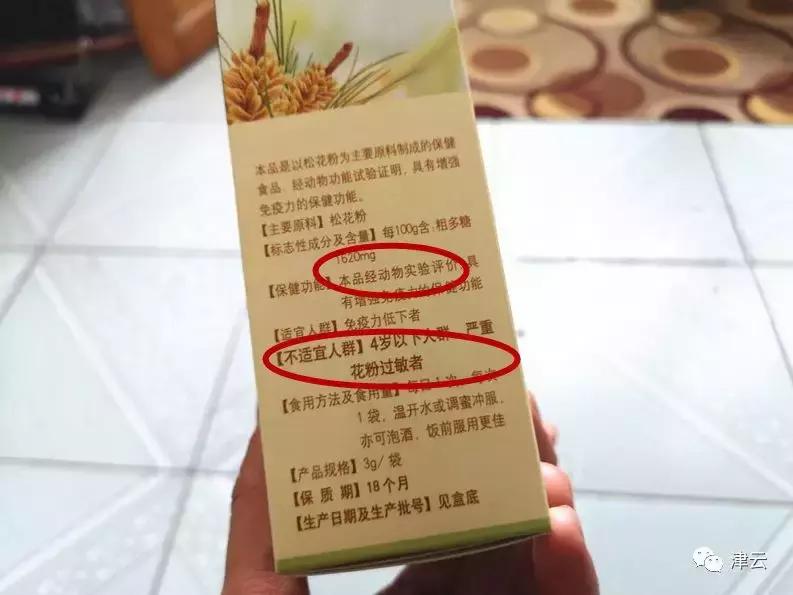 本品是以松花粉为主要原料制成的保健
食品、经动物功能试验证明，具有增强
免疫力的保健功能。
【主要原料】松花粉
【标志性成分及含量】每100g含：粗多糖
1620mg
【保健功能】本品经动物实验评价，具
有增强免疫力的保健功能
【适宜人群】免疫力低下者
【不适宜人群】4岁以下人群、严重
花粉过敏者
【食用方法及食用量】每日1次，每次
1袋，温开水或调蜜冲服，
亦可泡酒，饭前服用更佳
【产品规格】3g/袋
【保 质 期】18个月
【生产日期及生产批号】见盒底
津云